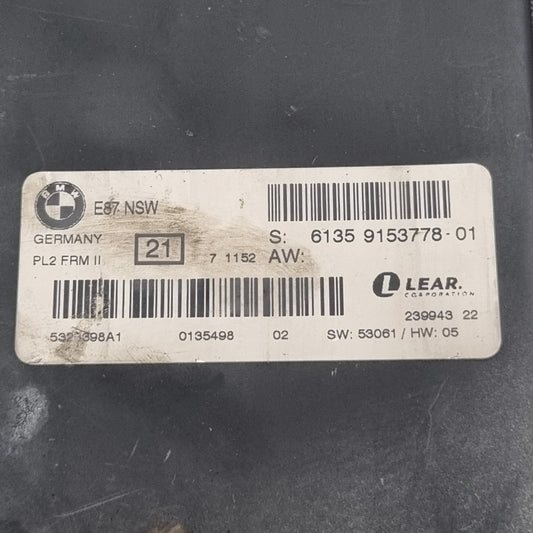 BMW
E87 NSW
GERMANY 21
PL2 FRM II 7 1152
S: 6135 9153778-01
AW:
LEAR.
CORPORATION
239943 22
0135498 02 SW: 53061 / HW: 05